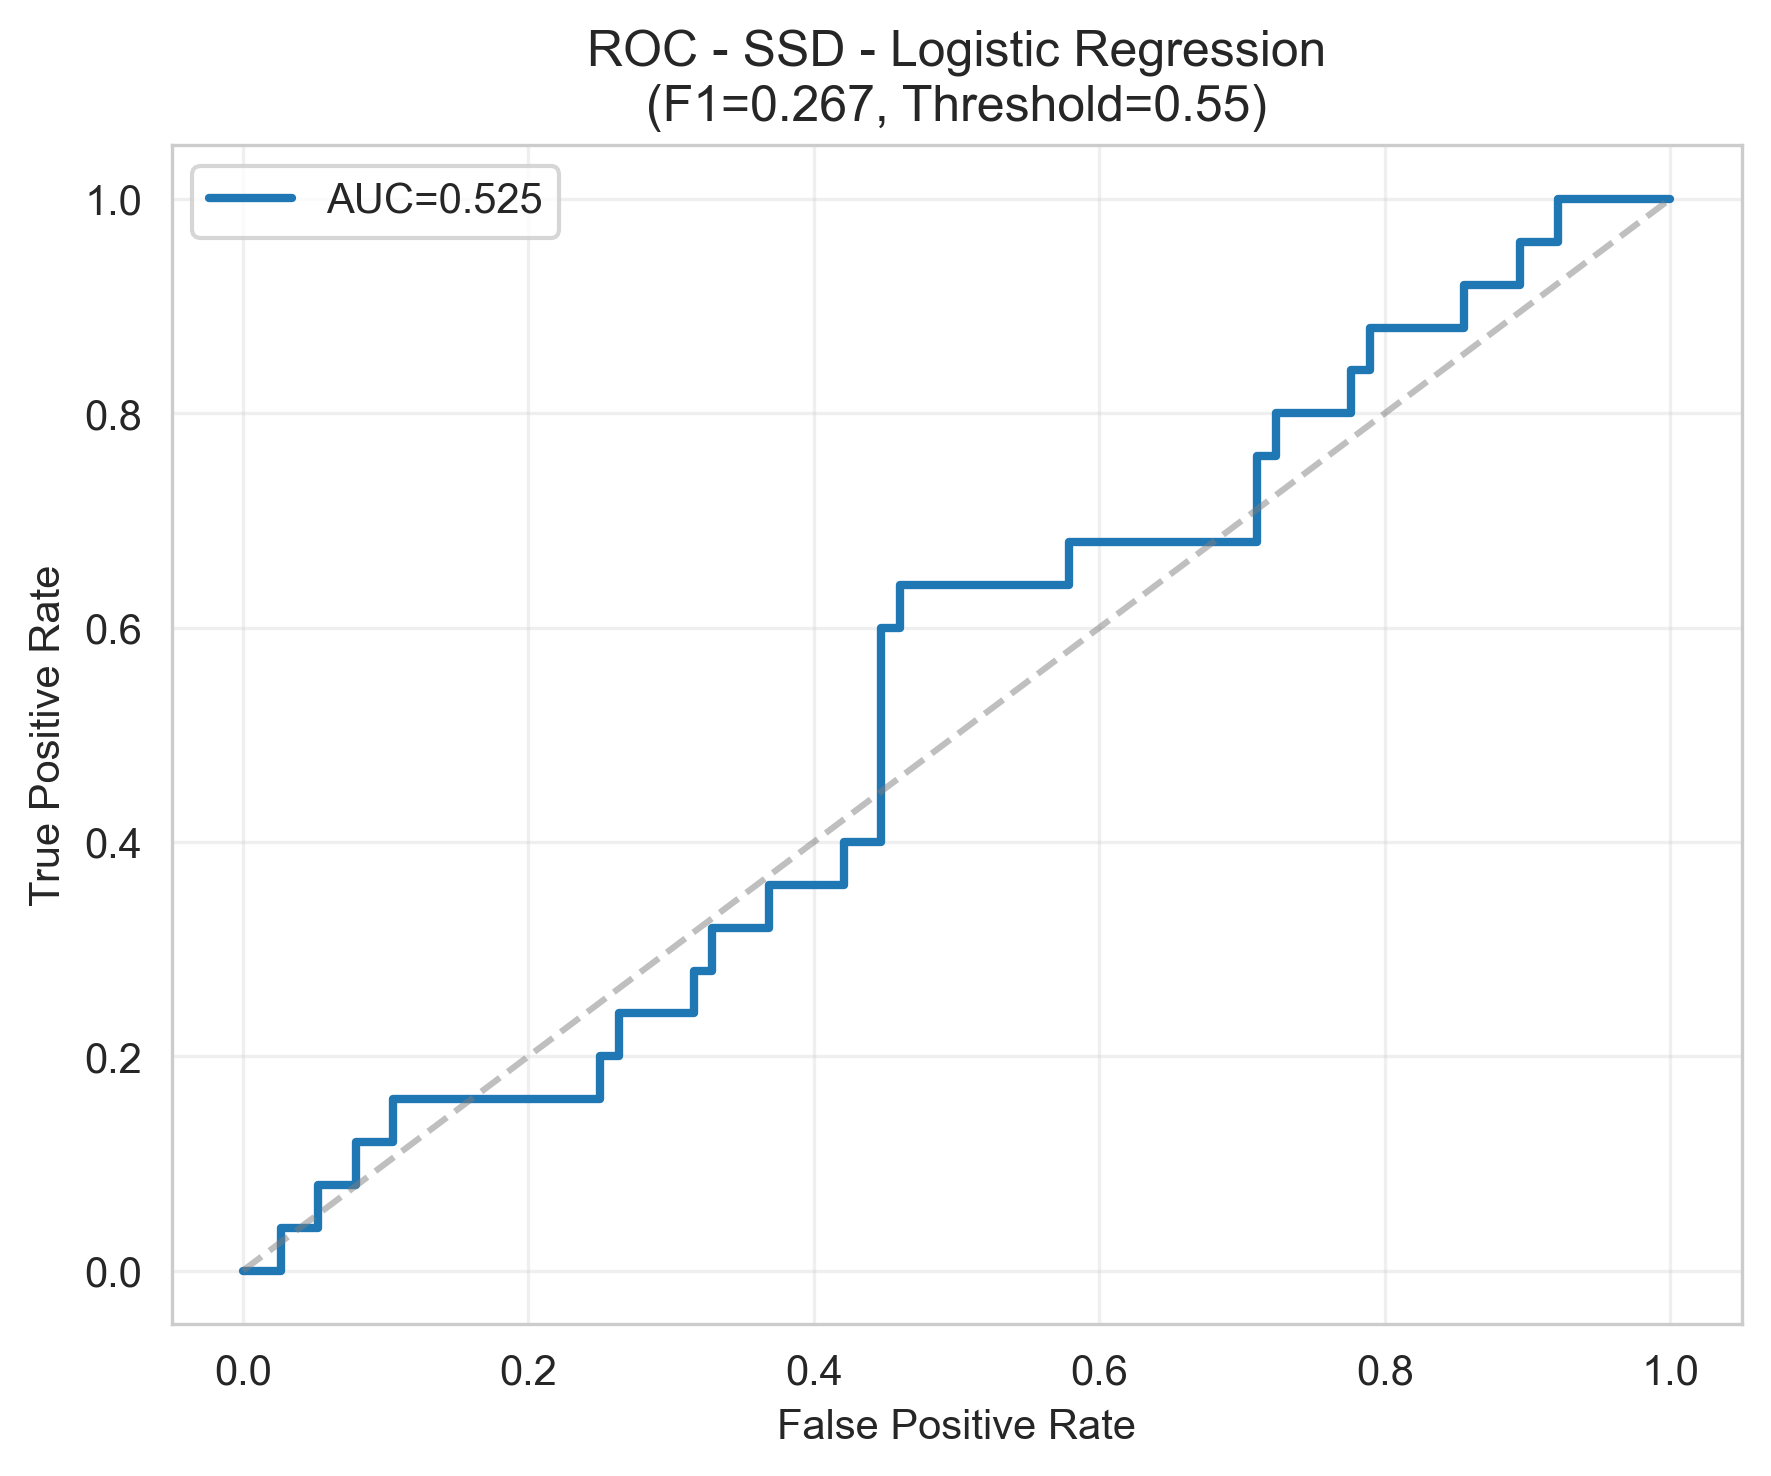 ROC - SSD - Logistic Regression
(F1=0.267, Threshold=0.55)
AUC=0.525
1.0
0.8
0.6
0.4
0.2
0.0
True Positive Rate
0.0 0.2 0.4 0.6 0.8 1.0
False Positive Rate